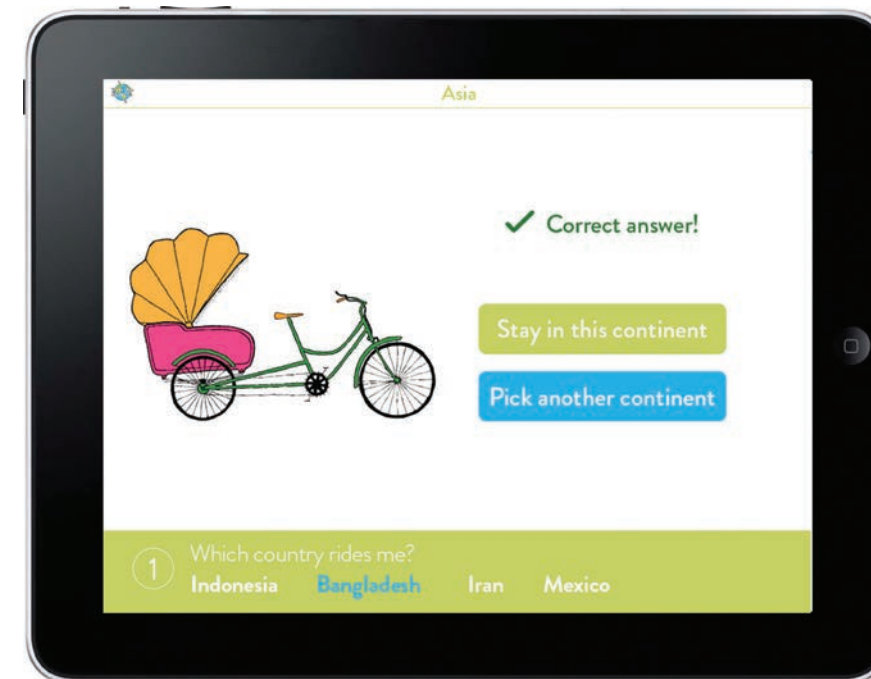 Asia
Correct answer!
Stay in this continent
Pick another continent
1
Which country rides me?
Indonesia Bangladesh Iran Mexico